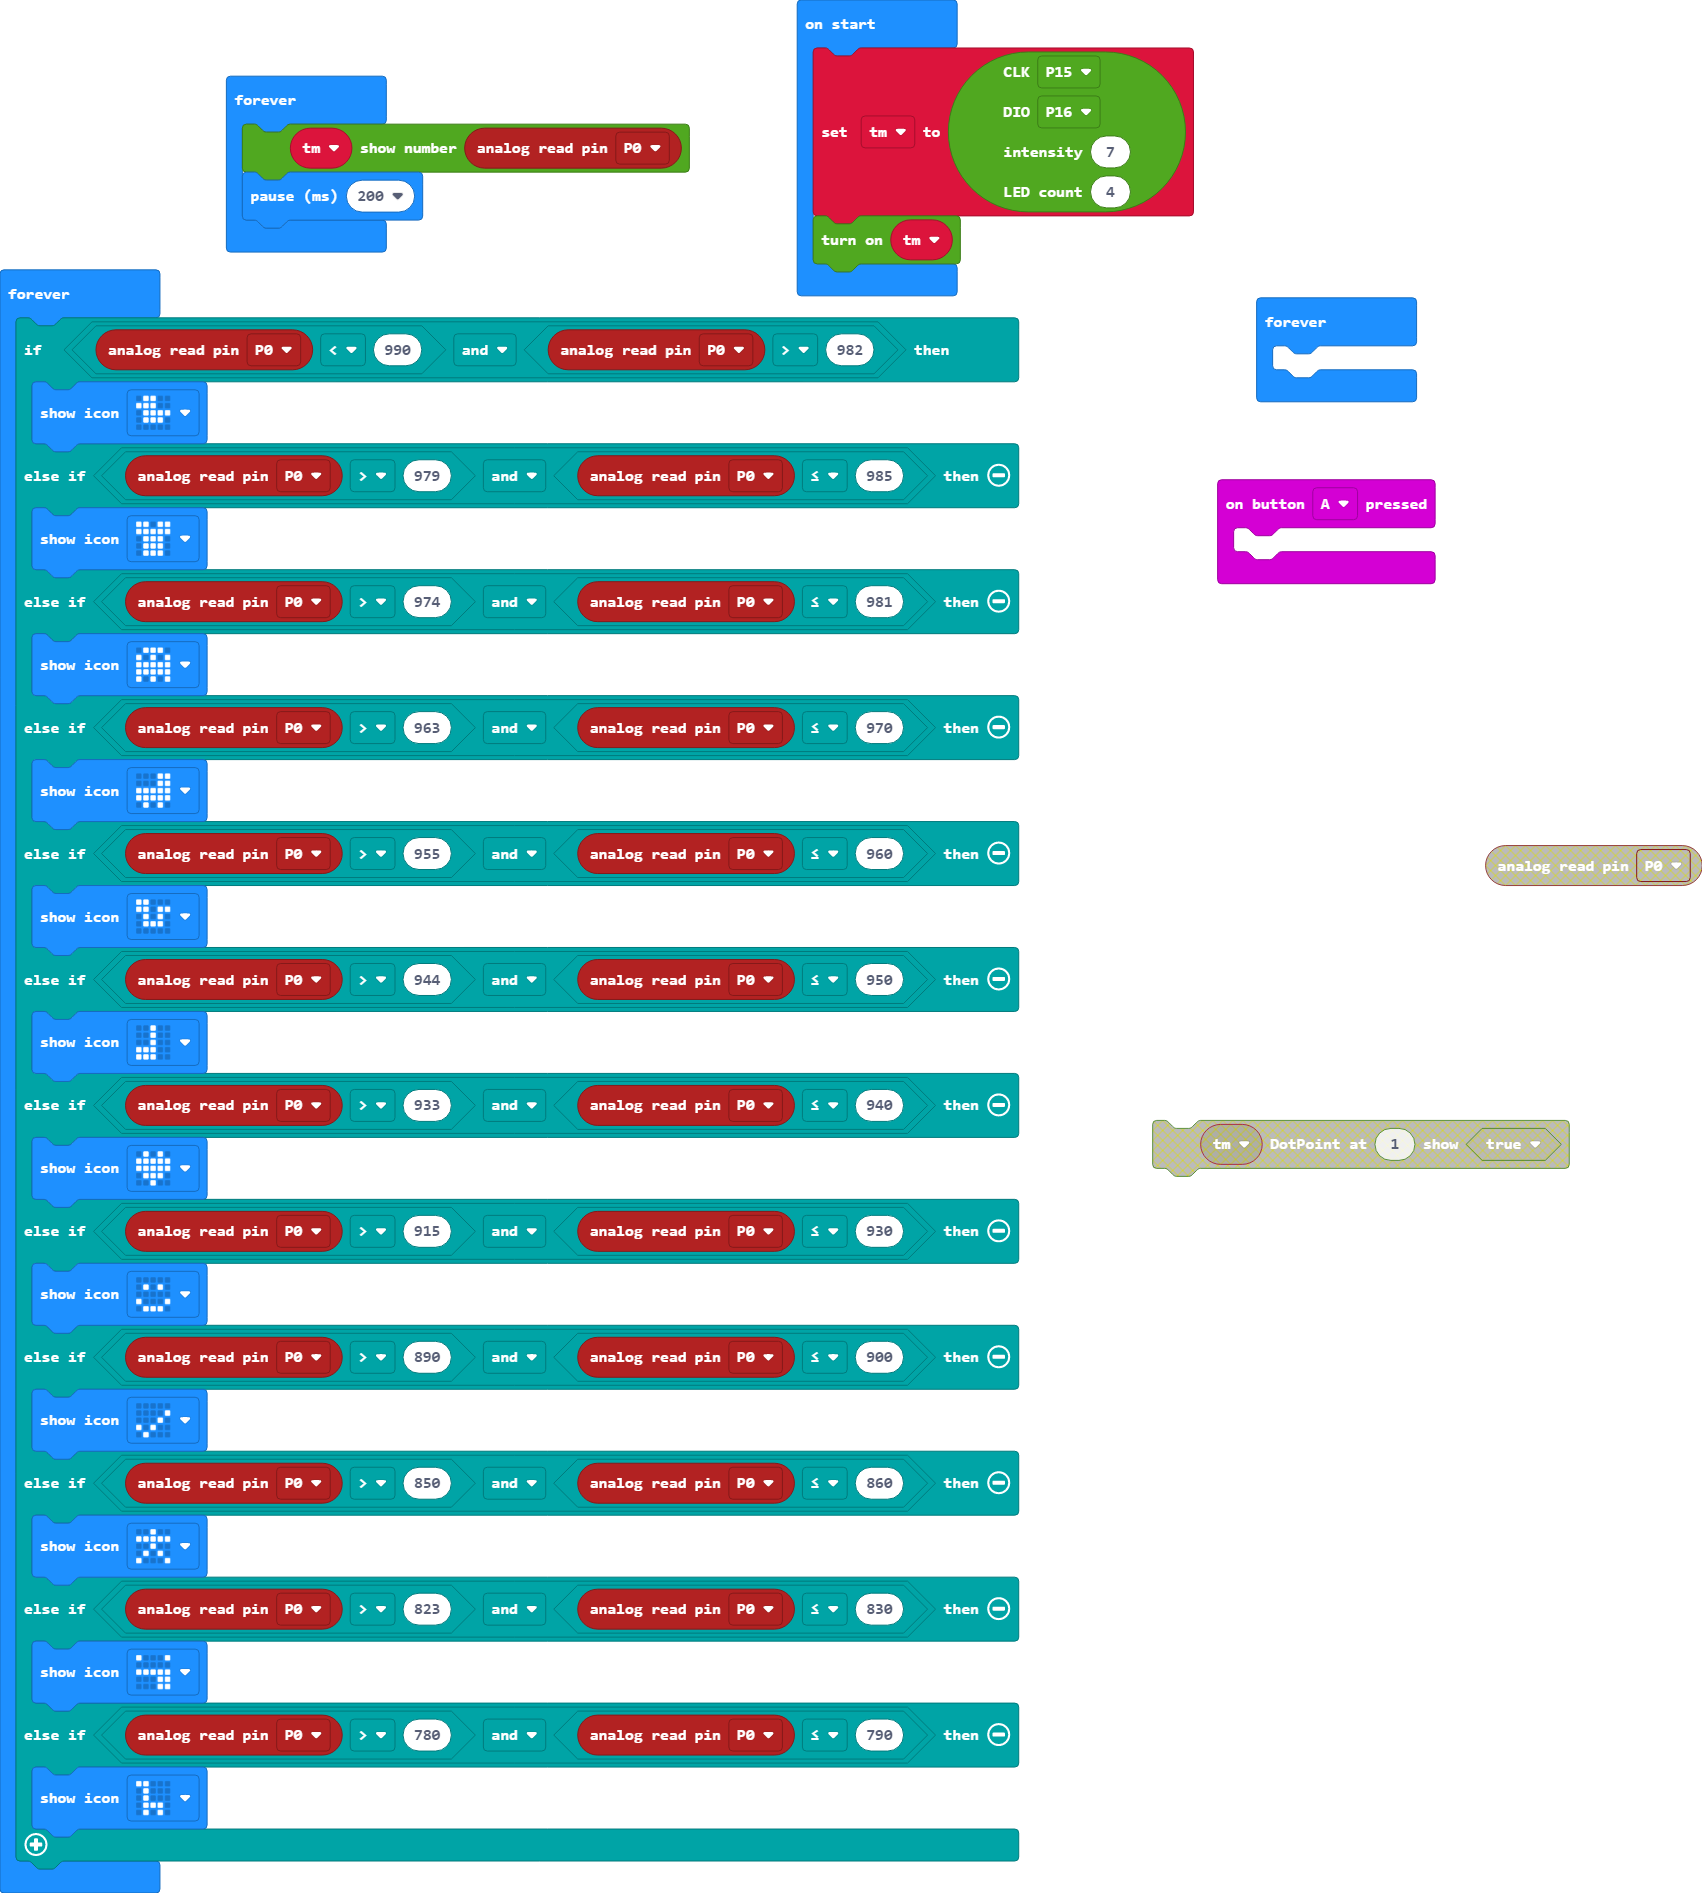 on start
set tm to
CLK P15
DIO P16
intensity 7
LED count 4
turn on tm
forever
tm show number analog read pin P0
pause (ms) 200
forever
if analog read pin P0 < 990 and analog read pin P0 > 982 then
show icon
else if analog read pin P0 > 979 and analog read pin P0 ≤ 985 then
show icon
else if analog read pin P0 > 974 and analog read pin P0 ≤ 981 then
show icon
else if analog read pin P0 > 963 and analog read pin P0 ≤ 970 then
show icon
else if analog read pin P0 > 955 and analog read pin P0 ≤ 960 then
show icon
else if analog read pin P0 > 944 and analog read pin P0 ≤ 950 then
show icon
else if analog read pin P0 > 933 and analog read pin P0 ≤ 940 then
show icon
else if analog read pin P0 > 915 and analog read pin P0 ≤ 930 then
show icon
else if analog read pin P0 > 890 and analog read pin P0 ≤ 900 then
show icon
else if analog read pin P0 > 850 and analog read pin P0 ≤ 860 then
show icon
else if analog read pin P0 > 823 and analog read pin P0 ≤ 830 then
show icon
else if analog read pin P0 > 780 and analog read pin P0 ≤ 790 then
show icon
forever
on button A pressed
analog read pin P0
tm DotPoint at 1 show true